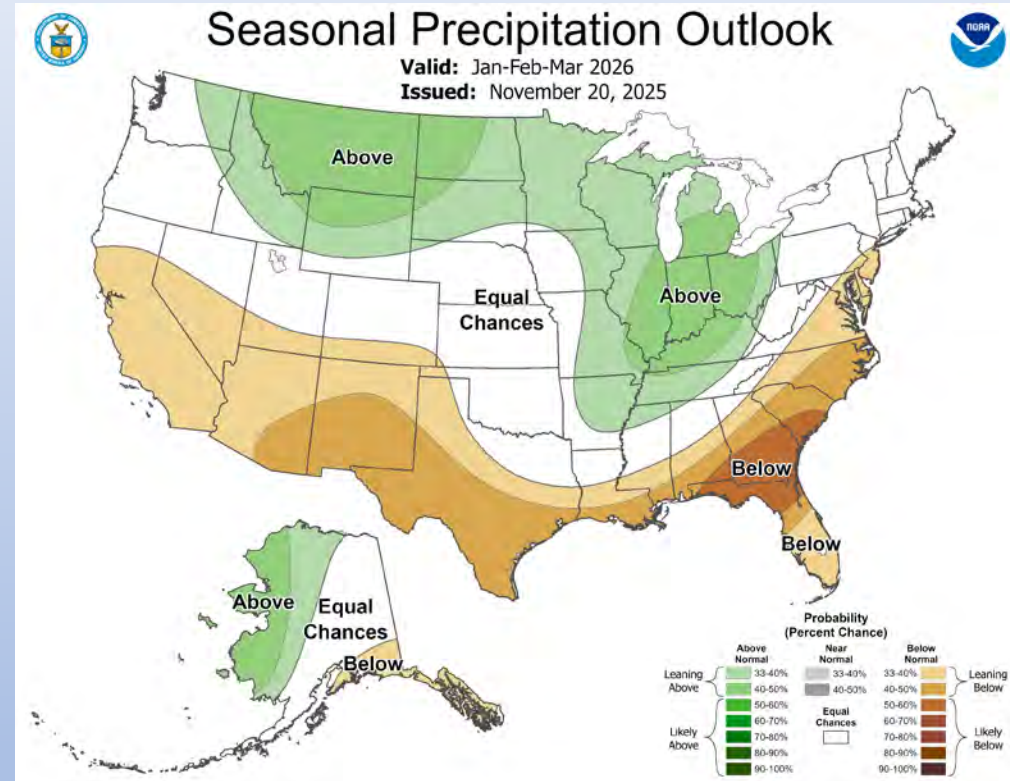 Seasonal Precipitation Outlook
Valid: Jan-Feb-Mar 2026
Issued: November 20, 2025
NOAA
Above
Equal
Chances
Above
Below
Below
Above
Equal
Chances
Below
Probability
(Percent Chance)
Above
Normal
Near
Normal
Below
Normal
Leaning
Above
33-40%
40-50%
33-40%
40-50%
33-40%
40-50%
Leaning
Below
Equal
Chances
Likely
Above
50-60%
60-70%
70-80%
80-90%
90-100%
50-60%
60-70%
70-80%
80-90%
90-100%
Likely
Below